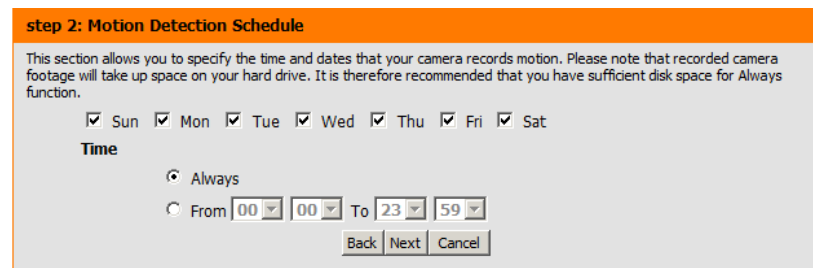 step 2: Motion Detection Schedule
This section allows you to specify the time and dates that your camera records motion. Please note that recorded camera
footage will take up space on your hard drive. It is therefore recommended that you have sufficient disk space for Always
function.
Sun Mon Tue Wed Thu Fri Sat
Time
Always
From 00 00 To 23 59
Back Next Cancel